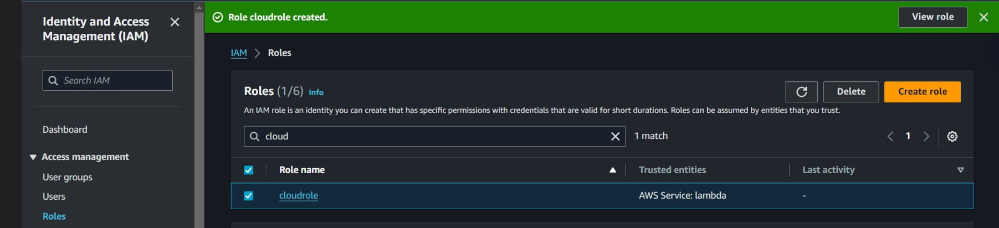 Identity and Access
Management (IAM)
Search IAM
Dashboard
Access management
User groups
Users
Roles
Role cloudrole created.
View role
IAM
Roles
Roles (1/6) Info
Delete
Create role
An IAM role is an identity you can create that has specific permissions with credentials that are valid for short durations. Roles can be assumed by entities that you trust.
cloud
1 match
1
Role name
Trusted entities
Last activity
cloudrole
AWS Service: lambda
-